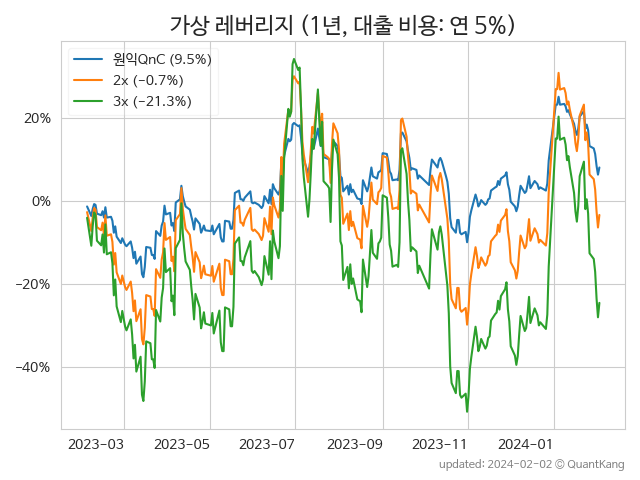 가상 레버리지 (1년, 대출 비용: 연 5%)
원익QnC (9.5%)
2x (−0.7%)
3x (−21.3%)
20%
0%
−20%
−40%
2023-03 2023-05 2023-07 2023-09 2023-11 2024-01
updated: 2024-02-02 © QuantKang